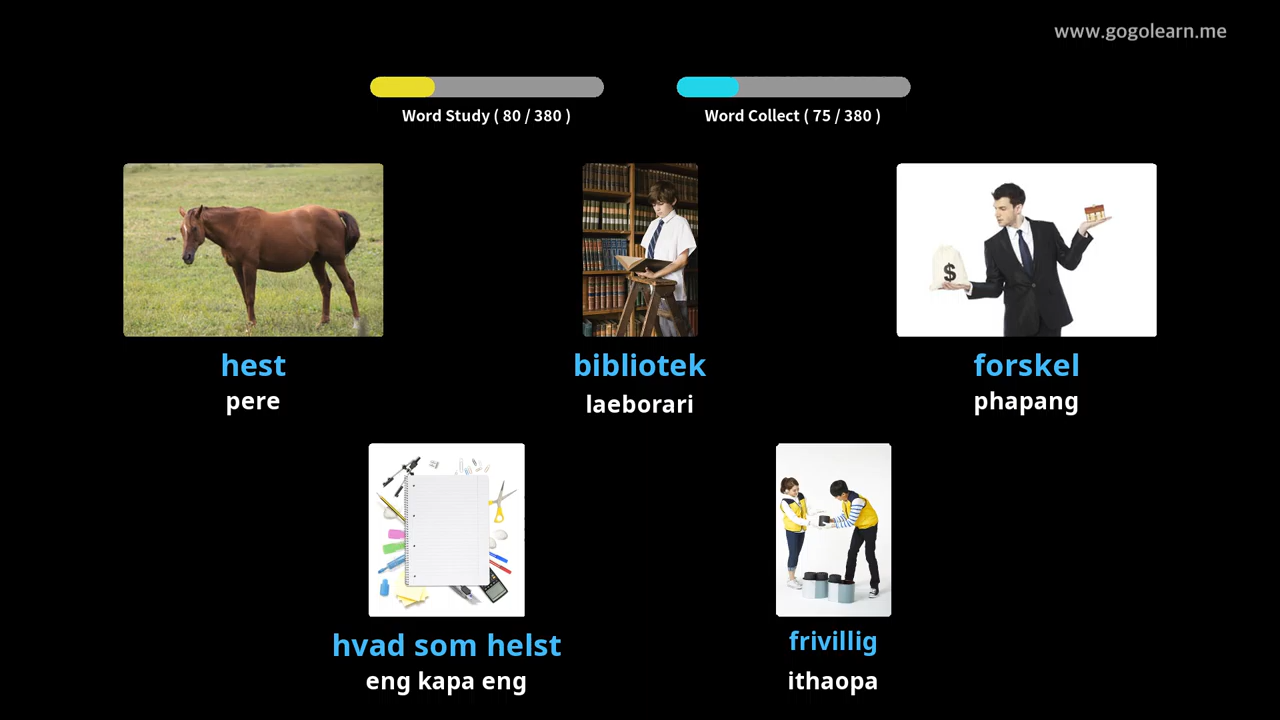 www.gogolearn.me
Word Study ( 80 / 380 )
Word Collect ( 75 / 380 )
hest
pere
bibliotek
laeborari
forskel
phapang
$
hvad som helst
eng kapa eng
frivillig
ithaopa